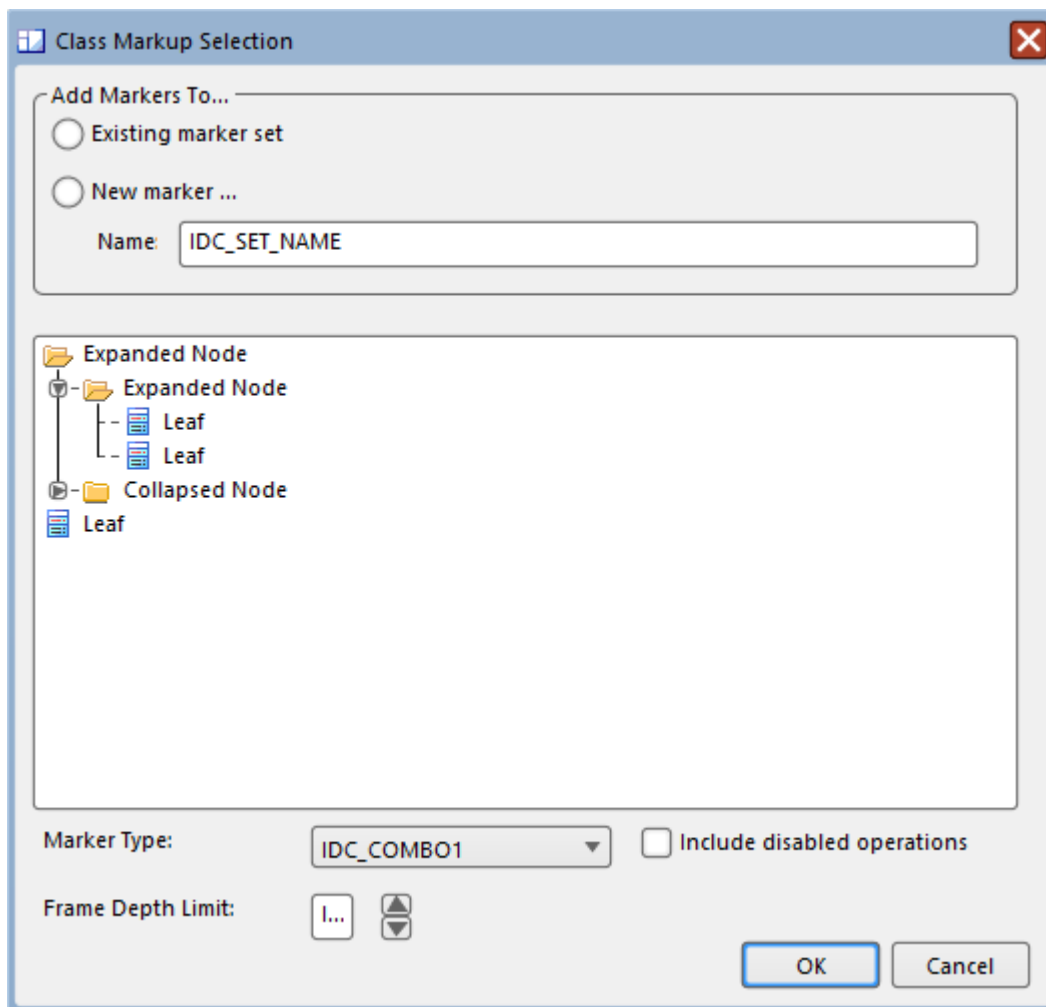 Class Markup Selection
Add Markers To...
Existing marker set
New marker ...
Name:
IDC_SET_NAME
Expanded Node
Expanded Node
Leaf
Leaf
Collapsed Node
Leaf
Marker Type:
IDC_COMBO1
Include disabled operations
Frame Depth Limit:
I...
OK
Cancel